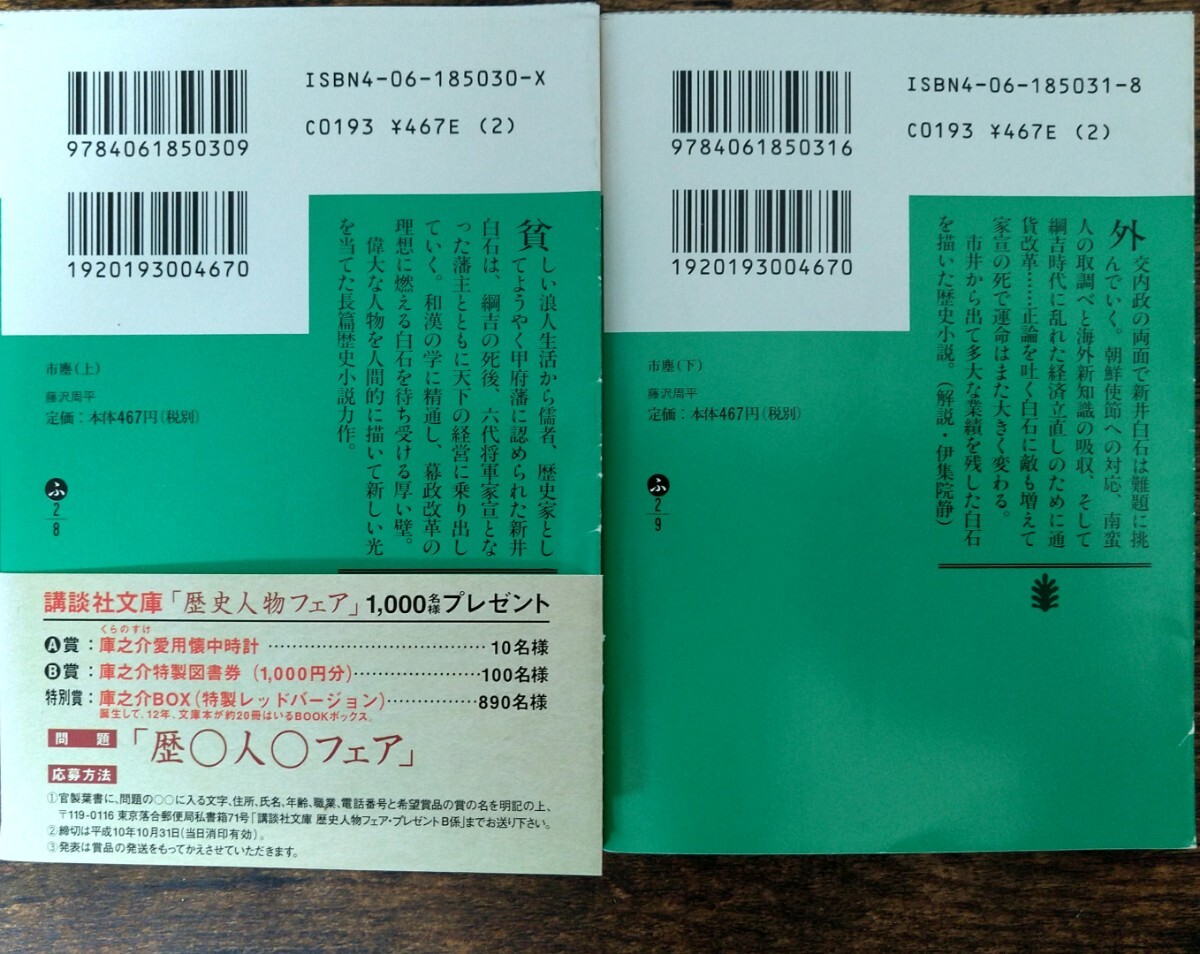 ISBN4-06-185030-X
C0193 ¥467E (2)
9784061850309
1920193004670
貧しい浪人生活から儒者、歴史家とし
てようやく甲府藩に認められた新井
白石は、綱吉の死後、六代将軍家宣とな
った藩主とともに天下の経営に乗り出し
ていく。和漢の学に精通し、幕政改革の
理想に燃える白石を待ち受ける厚い壁。
偉大な人物を人間的に描いて新しい光
を当てた長篇歴史小説力作。
市塵(上)
藤沢周平
定価:本体467円(税別)
ふ
2
8
講談社文庫「歴史人物フェア」1,000名様プレゼント
くらのすけ
A賞:庫之介愛用懐中時計 …………………………… 10名様
B賞:庫之介特製図書券(1,000円分)………………100名様
特別賞:庫之介BOX(特製レッドバージョン)……………890名様
誕生して、12年、文庫本が約20冊はいるBOOKボックス。
問題「歴〇人〇フェア」
応募方法
①官製葉書に、問題の○○に入る文字、住所、氏名、年齢、職業、電話番号と希望賞品の賞の名を明記の上、
〒119-0116 東京落合郵便局私書箱71号「講談社文庫 歴史人物フェア・プレゼントB係」までお送り下さい。
②締切は平成10年10月31日(当日消印有効)。
③発表は賞品の発送をもってかえさせていただきます。
ISBN4-06-185031-8
C0193 ¥467E (2)
9784061850316
1920193004670
外交内政の両面で新井白石は難題に挑
んでいく。朝鮮使節への対応、南蛮
人の取調べと海外新知識の吸収、そして
綱吉時代に乱れた経済立直しのために通
貨改革……正論を吐く白石に敵も増えて
家宣の死で運命はまた大きく変わる。
市井から出て多大な業績を残した白石
を描いた歴史小説。(解説・伊集院静)
市塵(下)
藤沢周平
定価:本体467円(税別)
ふ
2
9